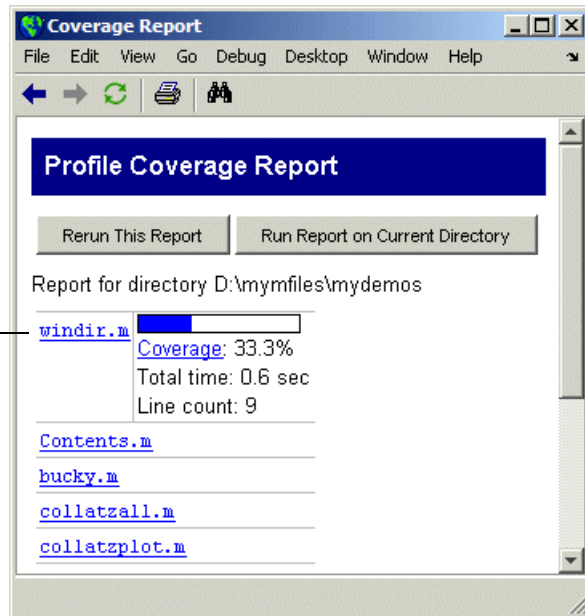 Coverage Report
File Edit View Go Debug Desktop Window Help
Profile Coverage Report
Rerun This Report Run Report on Current Directory
Report for directory D:\mymfiles\mydemos
windir.m
Coverage: 33.3%
Total time: 0.6 sec
Line count: 9
Contents.m
bucky.m
collatzall.m
collatzplot.m